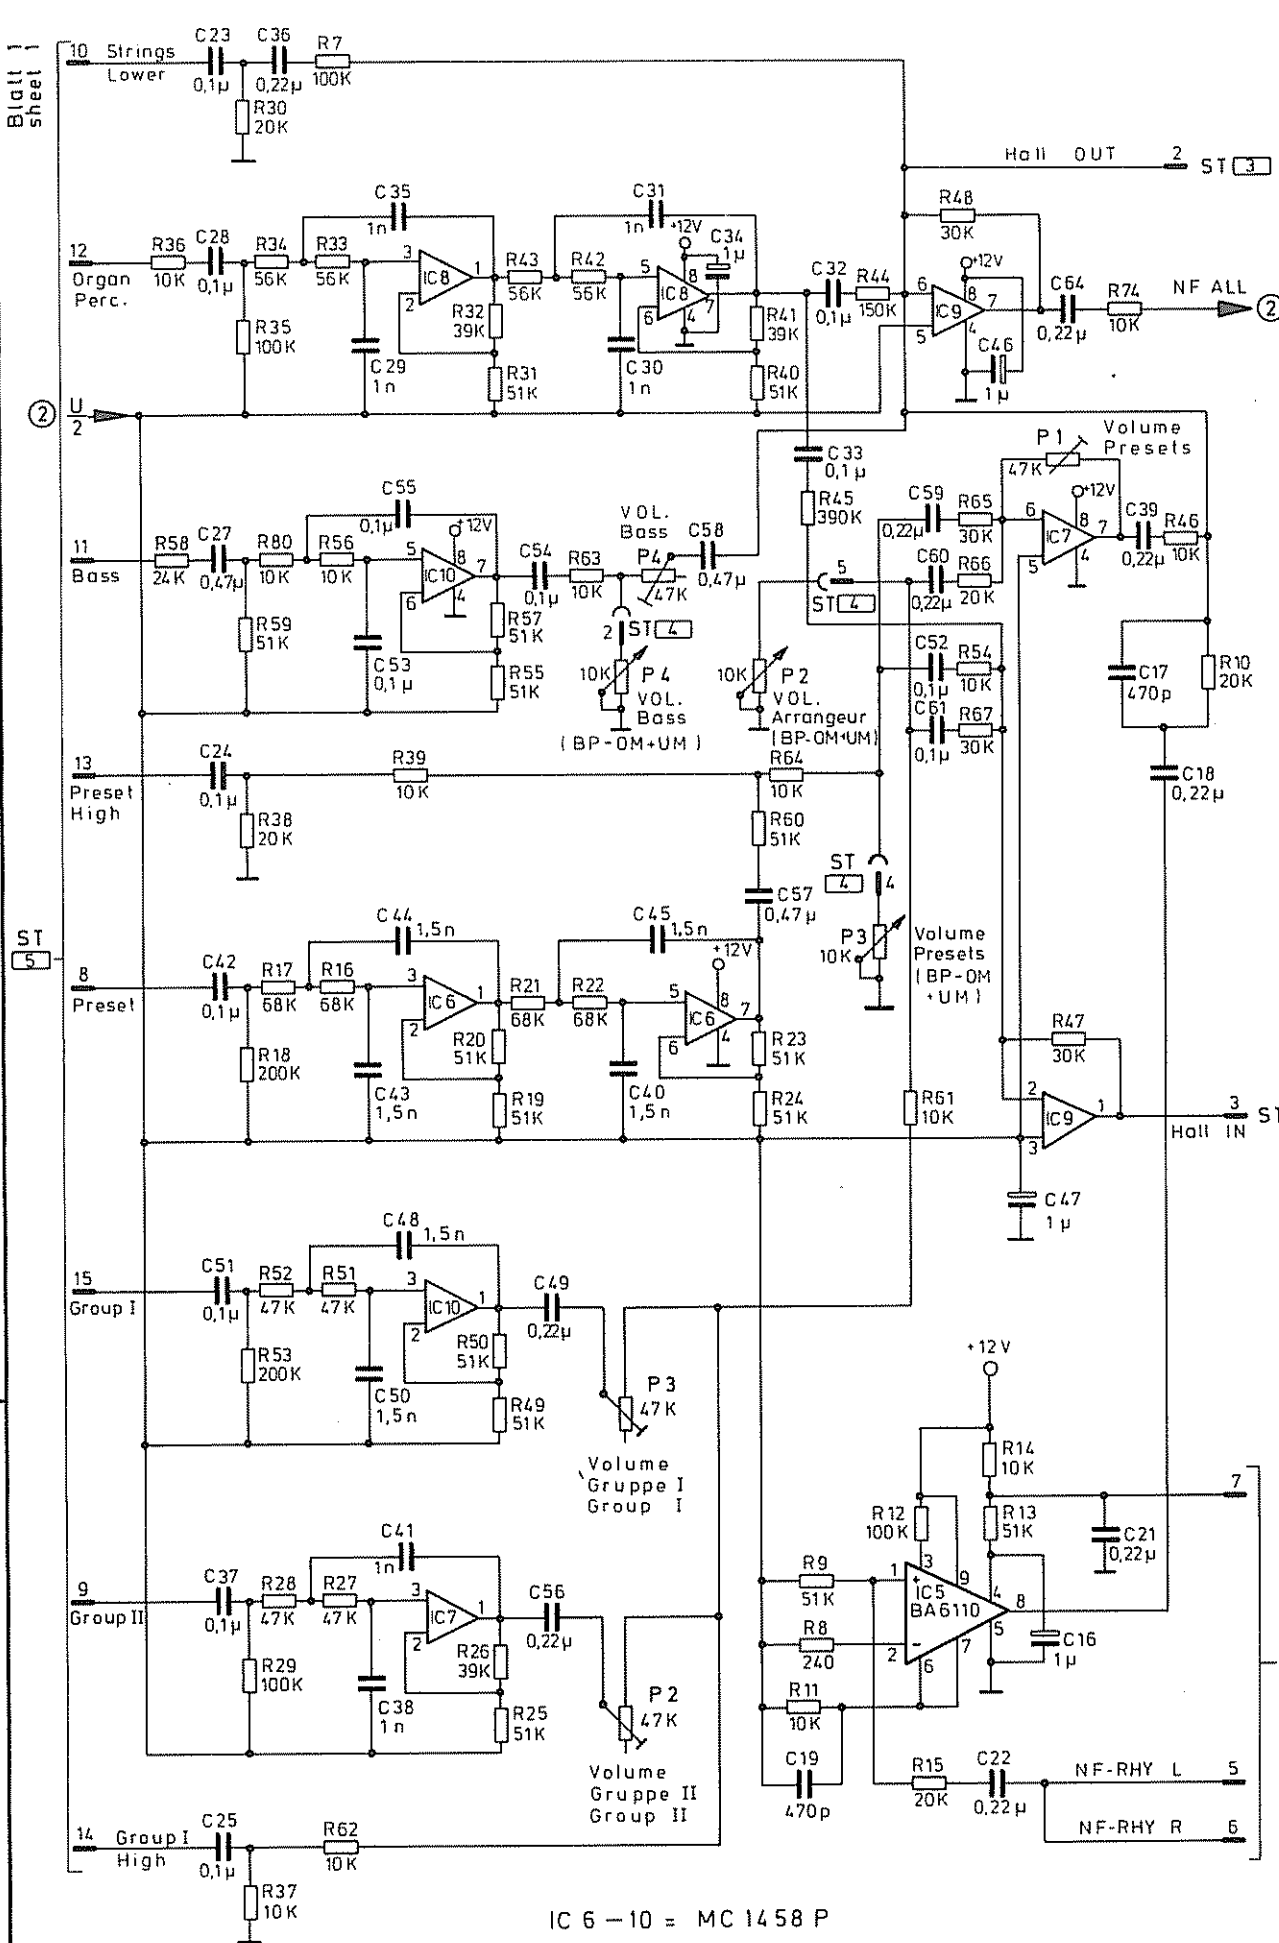 Blatt 1
sheet 1
10 Strings Lower
C23 0,1µ
C36 0,22µ
R7 100K
R30 20K
Hall OUT 2 ST 3
12 Organ Perc.
R36 10K
C28 0,1µ
R34 56K
R33 56K
C35 1n
R35 100K
C29 1n
3 2 1 IC8
R32 39K
R31 51K
R43 56K
R42 56K
C31 1n
C30 1n
+12V
C34 1µ
5 6 8 7 4 IC8
R41 39K
R40 51K
C32 0,1µ
R44 150K
R48 30K
+12V
6 5 8 7 4 IC9
C46 1µ
C64 0,22µ
R74 10K
NF ALL 2
2 U 2
C33 0,1µ
R45 390K
P1 47K
Volume Presets
11 Bass
R58 24K
C27 0,47µ
R80 10K
R56 10K
C55 0,1µ
R59 51K
C53 0,1µ
+12V
5 6 8 7 4 IC10
R57 51K
R55 51K
C54 0,1µ
R63 10K
VOL. Bass
P4 47K
C58 0,47µ
2 ST 4
10K P4
VOL. Bass
(BP-OM+UM)
5 ST 4
10K P2
VOL. Arrangeur
(BP-OM+UM)
C59 0,22µ
R65 30K
C60 0,22µ
R66 20K
+12V
6 5 8 7 4 IC7
C39 0,22µ
R46 10K
C52 0,1µ
R54 10K
C61 0,1µ
R67 30K
C17 470p
R10 20K
C18 0,22µ
13 Preset High
C24 0,1µ
R39 10K
R38 20K
R64 10K
R60 51K
C57 0,47µ
ST 4 4
P3 10K
Volume Presets
(BP-OM
+UM)
ST 5
8 Preset
C42 0,1µ
R17 68K
R16 68K
C44 1,5n
R18 200K
C43 1,5n
3 2 1 IC6
R20 51K
R19 51K
R21 68K
R22 68K
C45 1,5n
C40 1,5n
+12V
5 6 8 7 4 IC6
R23 51K
R24 51K
R61 10K
R47 30K
2 3 1 IC9
3 ST
Hall IN
C47 1µ
15 Group I
C51 0,1µ
R52 47K
R51 47K
C48 1,5n
R53 200K
C50 1,5n
3 2 1 IC10
R50 51K
R49 51K
C49 0,22µ
P3 47K
Volume
Gruppe I
Group I
9 Group II
C37 0,1µ
R28 47K
R27 47K
C41 1n
R29 100K
C38 1n
3 2 1 IC7
R26 39K
R25 51K
C56 0,22µ
P2 47K
Volume
Gruppe II
Group II
14 Group I High
C25 0,1µ
R62 10K
R37 10K
+12V
R14 10K
R12 100K
R13 51K
C21 0,22µ
7
R9 51K
R8 240
R11 10K
C19 470p
1 + 3 9 4 8 5 7 6 2 -
IC5
BA6110
C16 1µ
R15 20K
C22 0,22µ
NF-RHY L 5
NF-RHY R 6
IC 6 – 10 = MC 1458 P